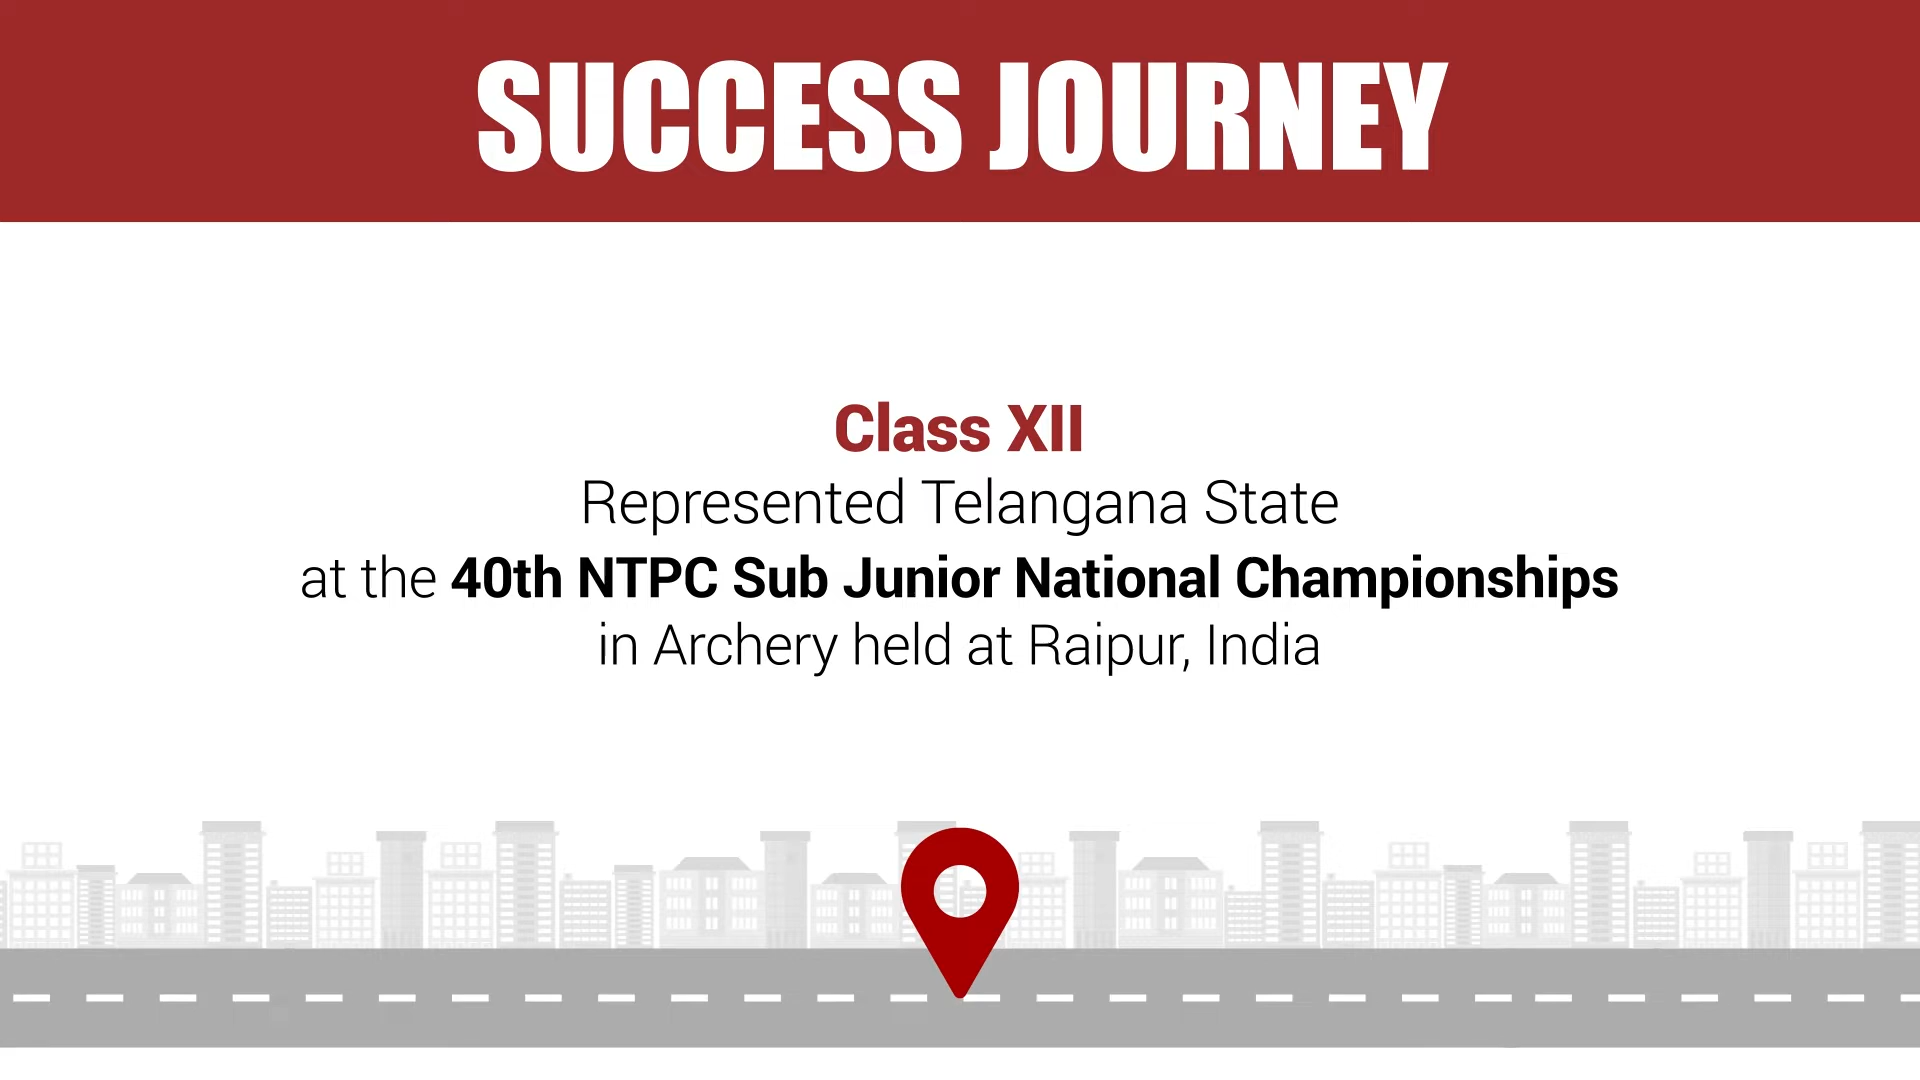 SUCCESS JOURNEY
Class XII
Represented Telangana State
at the 40th NTPC Sub Junior National Championships
in Archery held at Raipur, India